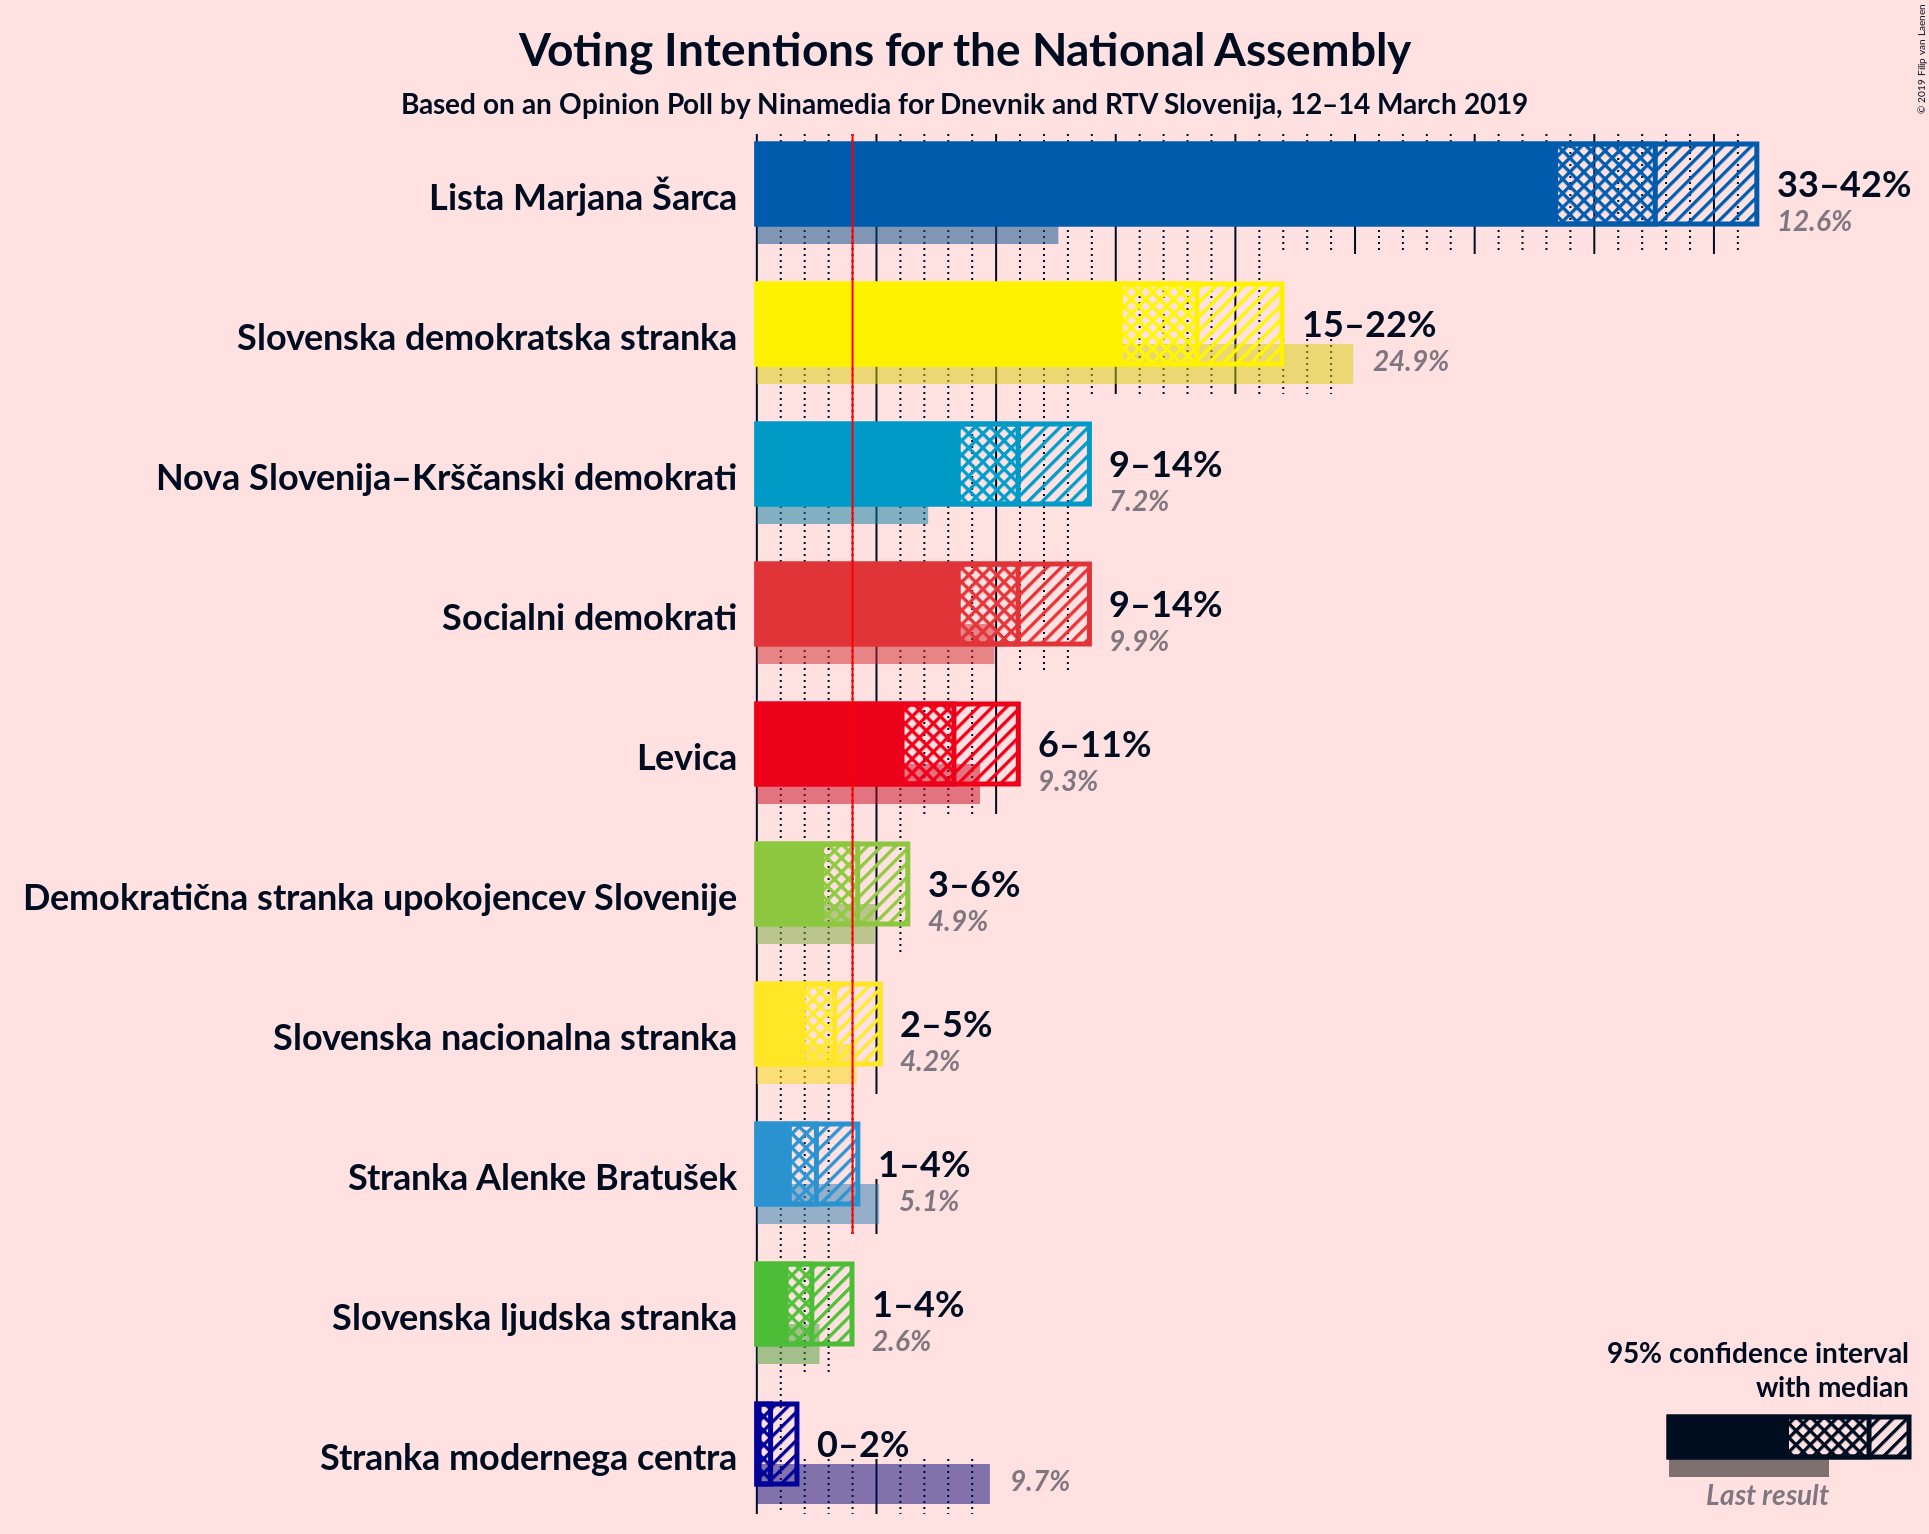 Voting Intentions for the National Assembly
Based on an Opinion Poll by Ninamedia for Dnevnik and RTV Slovenija, 12–14 March 2019
© 2019 Filip van Laenen
Lista Marjana Šarca
33–42%
12.6%
Slovenska demokratska stranka
15–22%
24.9%
Nova Slovenija–Krščanski demokrati
9–14%
7.2%
Socialni demokrati
9–14%
9.9%
Levica
6–11%
9.3%
Demokratična stranka upokojencev Slovenije
3–6%
4.9%
Slovenska nacionalna stranka
2–5%
4.2%
Stranka Alenke Bratušek
1–4%
5.1%
Slovenska ljudska stranka
1–4%
2.6%
Stranka modernega centra
0–2%
9.7%
95% confidence interval
with median
Last result